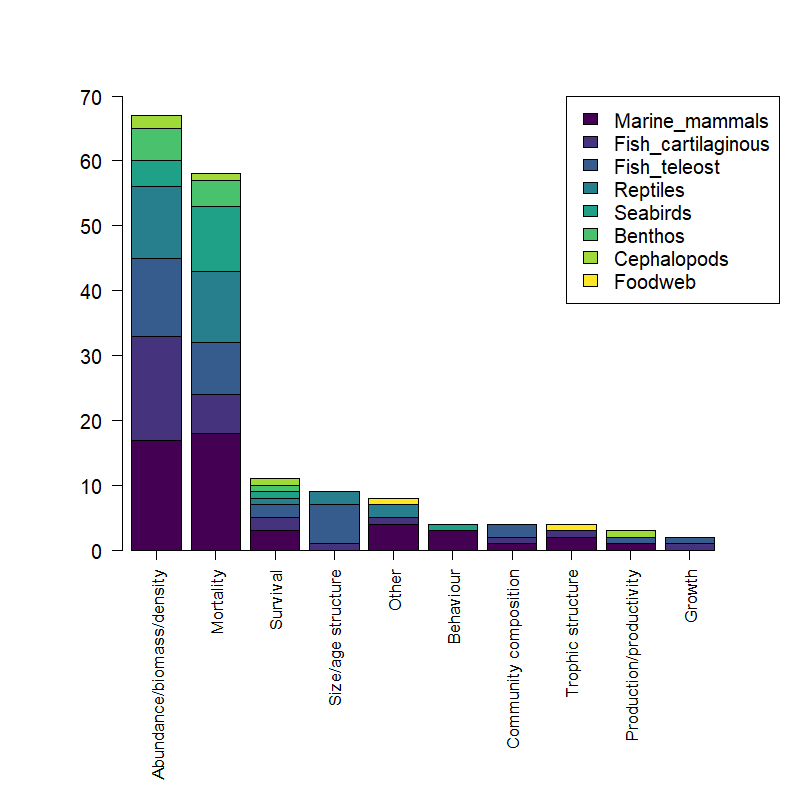 70
60
50
40
30
20
10
0
Marine_mammals
Fish_cartilaginous
Fish_teleost
Reptiles
Seabirds
Benthos
Cephalopods
Foodweb
Abundance/biomass/density
Mortality
Survival
Size/age structure
Other
Behaviour
Community composition
Trophic structure
Production/productivity
Growth